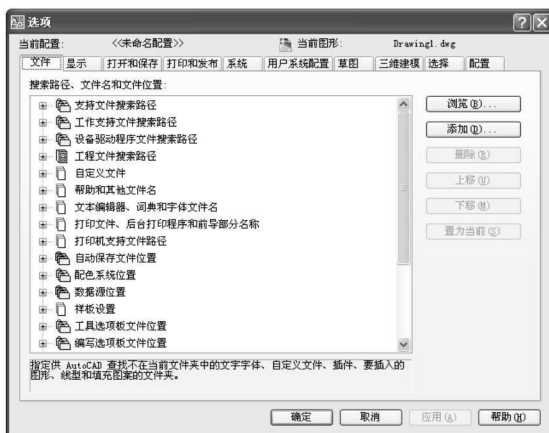 选项
当前配置: <<未命名配置>> 当前图形: Drawing1.dwg
文件 显示 打开和保存 打印和发布 系统 用户系统配置 草图 三维建模 选择 配置
搜索路径、文件名和文件位置:
支持文件搜索路径
工作支持文件搜索路径
设备驱动程序文件搜索路径
工程文件搜索路径
自定义文件
帮助和其他文件名
文本编辑器、词典和字体文件名
打印文件、后台打印程序和前导部分名称
打印机支持文件路径
自动保存文件位置
配色系统位置
数据源位置
样板设置
工具选项板文件位置
编写选项板文件位置
浏览(B)...
添加(D)...
删除(R)
上移(U)
下移(M)
置为当前(S)
指定供 AutoCAD 查找不在当前文件夹中的文字字体、自定义文件、插件、要插入的
图形、线型和填充图案的文件夹。
确定 取消 应用(A) 帮助(H)